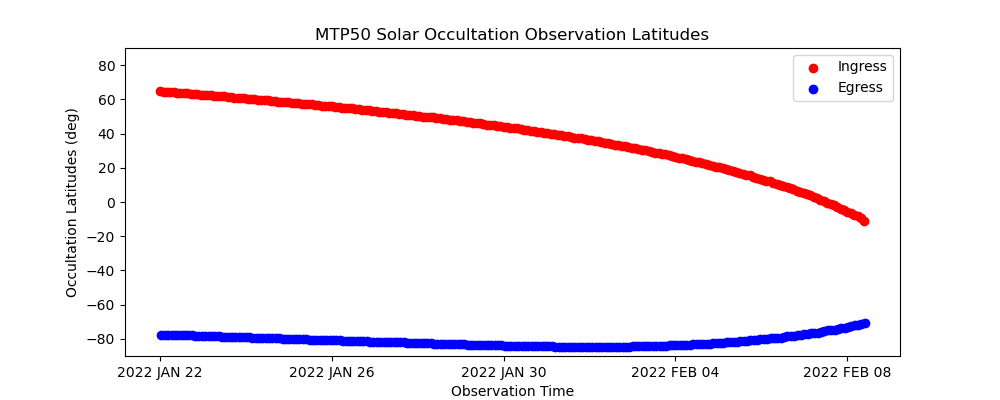 MTP50 Solar Occultation Observation Latitudes
Ingress
Egress
Occultation Latitudes (deg)
80
60
40
20
0
−20
−40
−60
−80
2022 JAN 22
2022 JAN 26
2022 JAN 30
2022 FEB 04
2022 FEB 08
Observation Time